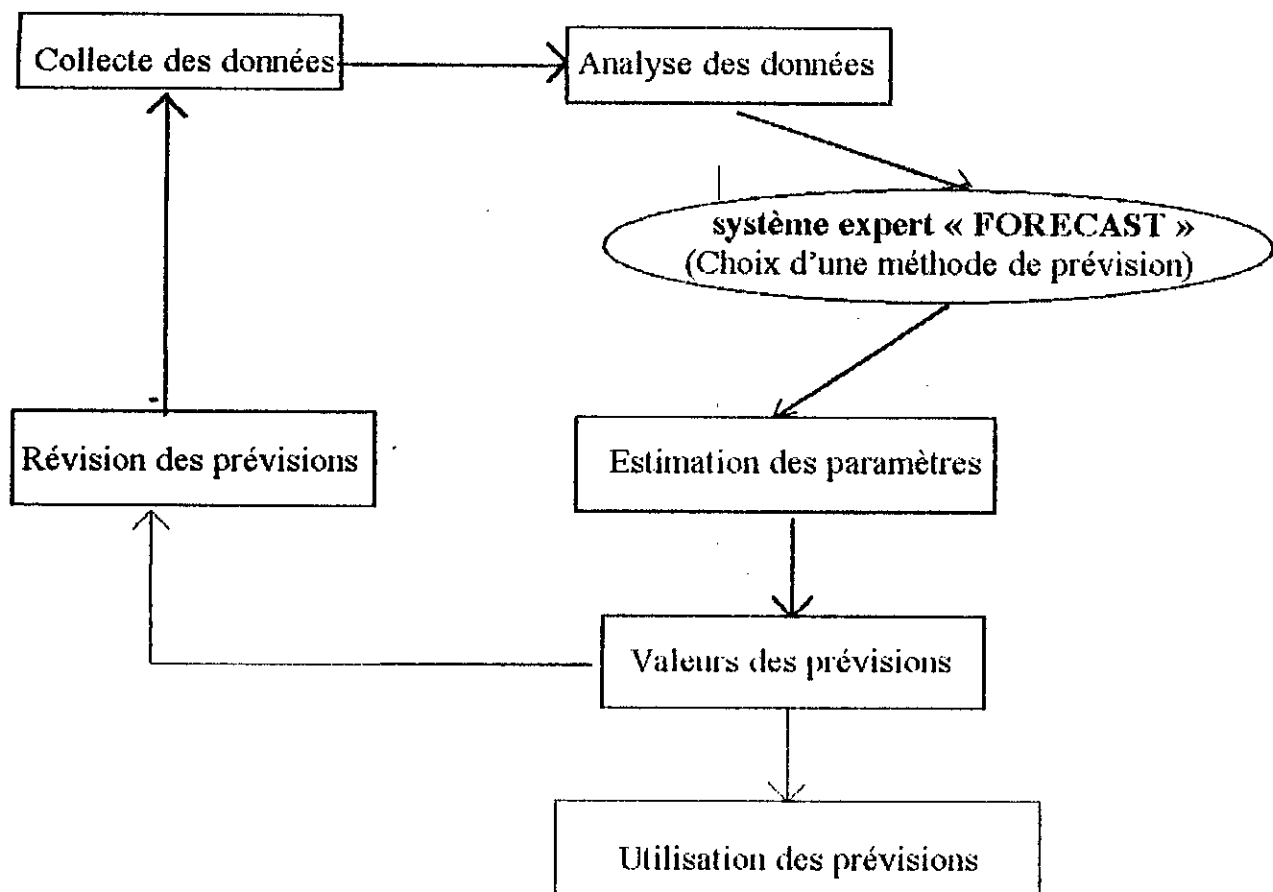 Collecte des données
Analyse des données
système expert « FORECAST »
(Choix d'une méthode de prévision)
Révision des prévisions
Estimation des paramètres
Valeurs des prévisions
Utilisation des prévisions